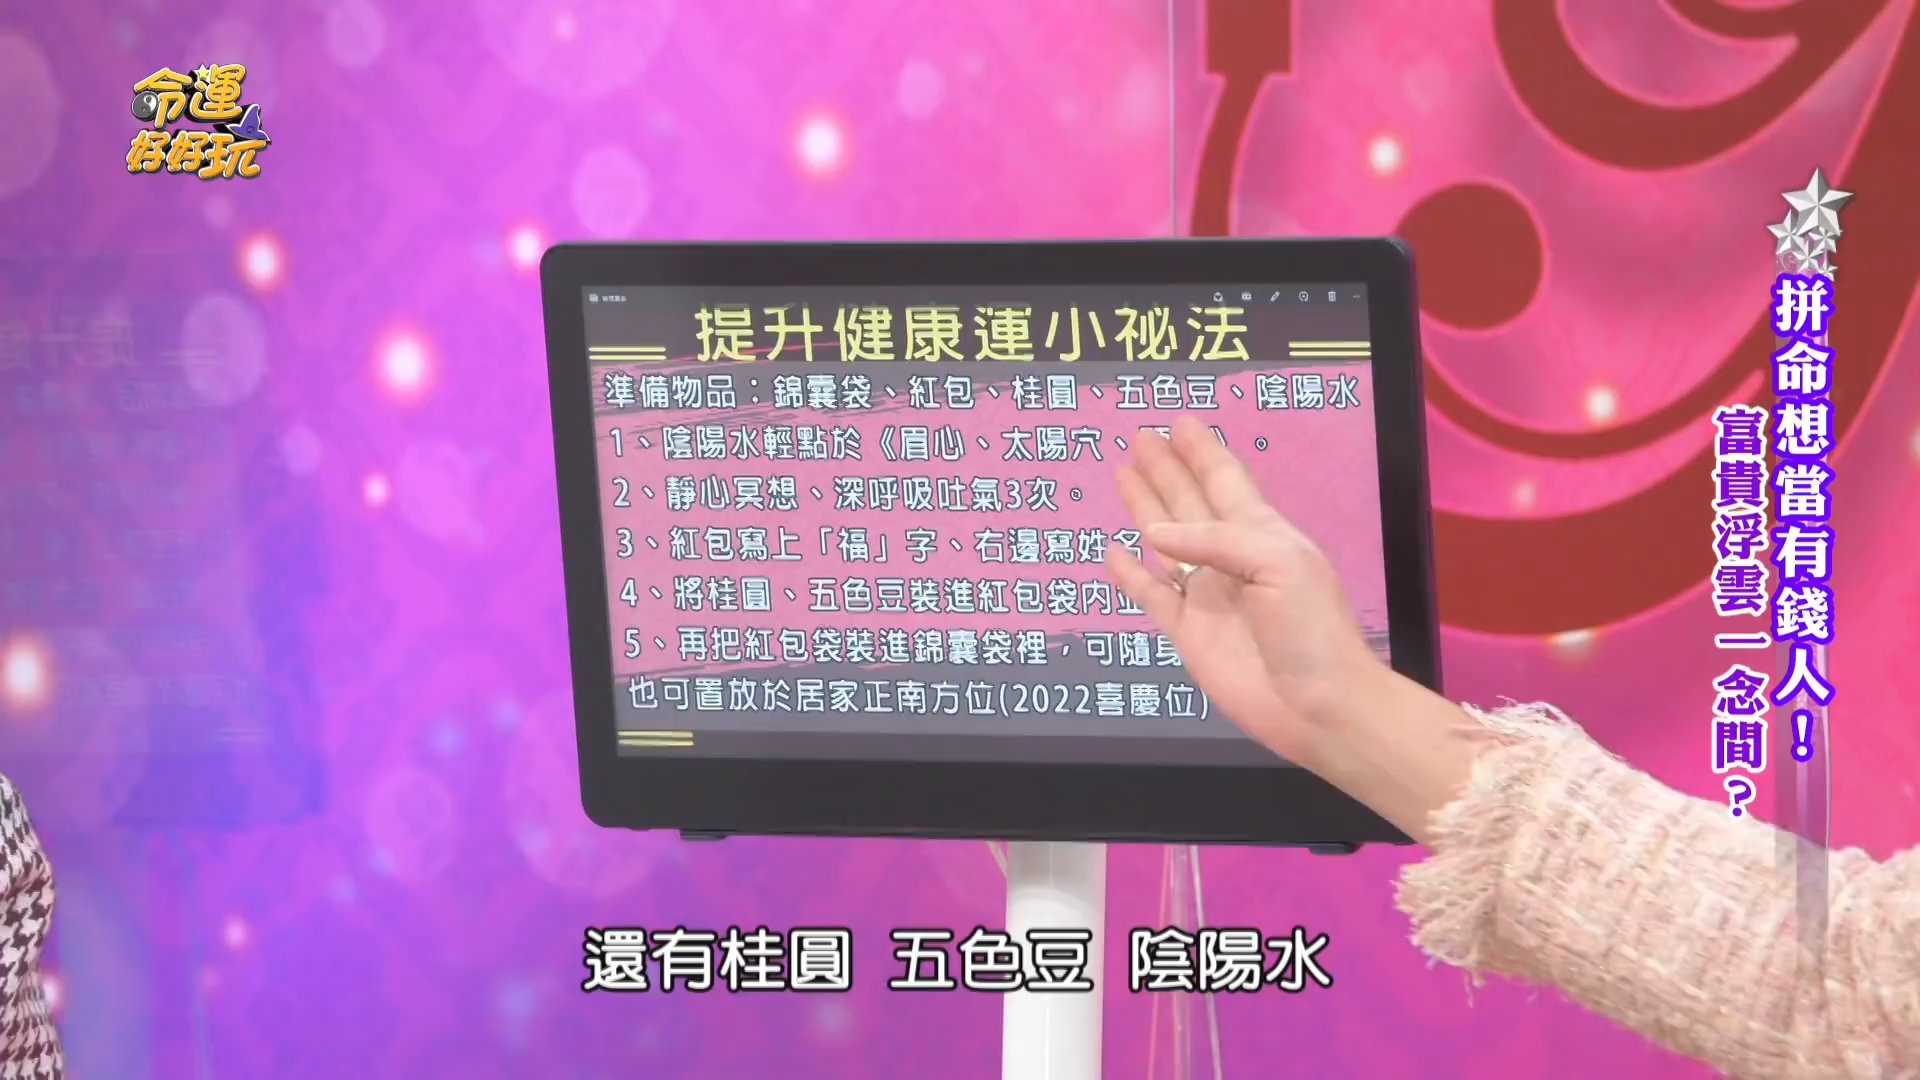 命運
好好玩
提升健康運小祕法
準備物品：錦囊袋、紅包、桂圓、五色豆、陰陽水
1、陰陽水輕點於《眉心、太陽穴、》。
2、靜心冥想、深呼吸吐氣3次。
3、紅包寫上「福」字、右邊寫姓名
4、將桂圓、五色豆裝進紅包袋內
5、再把紅包袋裝進錦囊袋裡，可隨身
也可置放於居家正南方位(2022喜慶位)
拼命想當有錢人！
富貴浮雲一念間？
還有桂圓 五色豆 陰陽水